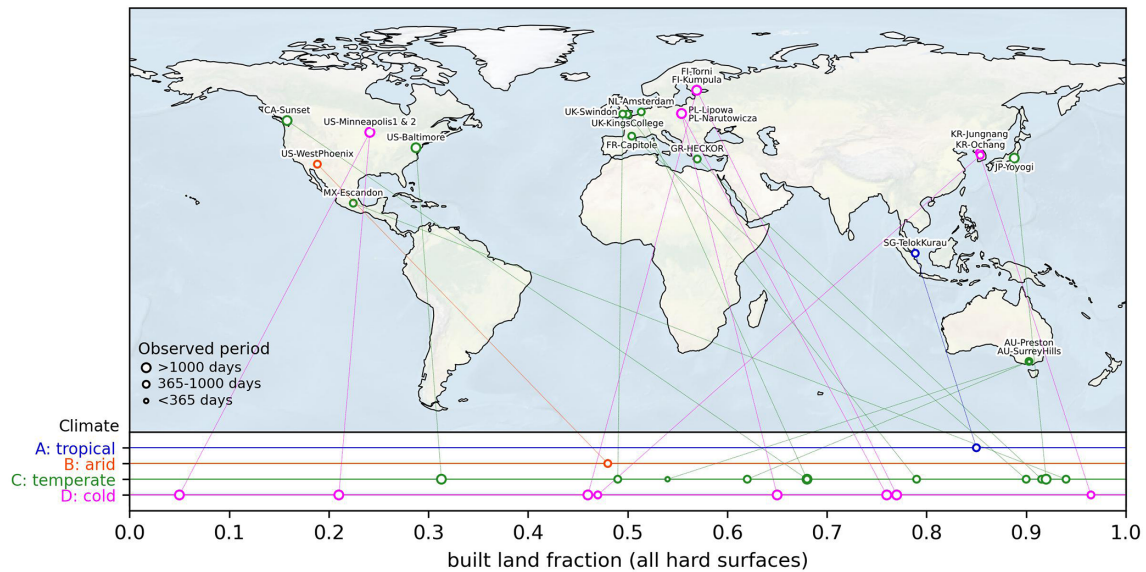 FI-Torni
FI-Kumpula
NL-Amsterdam
CA-Sunset
UK-Swindon
PL-Lipowa
US-Minneapolis1 & 2
PL-Narutowicza
UK-KingsCollege
US-Baltimore
KR-Jungnang
FR-Capitole
KR-Ochang
GR-HECKOR
US-WestPhoenix
JP-Yoyogi
MX-Escandon
SG-TelokKurau
AU-Preston
AU-SurreyHills
Observed period
>1000 days
365-1000 days
<365 days
Climate
A: tropical
B: arid
C: temperate
D: cold
0.0 0.1 0.2 0.3 0.4 0.5 0.6 0.7 0.8 0.9 1.0
built land fraction (all hard surfaces)